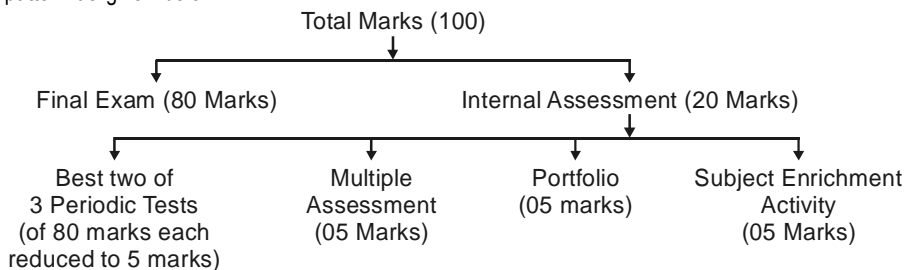 Total Marks (100)
Final Exam (80 Marks)
Internal Assessment (20 Marks)
Best two of
3 Periodic Tests
(of 80 marks each
reduced to 5 marks)
Multiple
Assessment
(05 Marks)
Portfolio
(05 marks)
Subject Enrichment
Activity
(05 Marks)